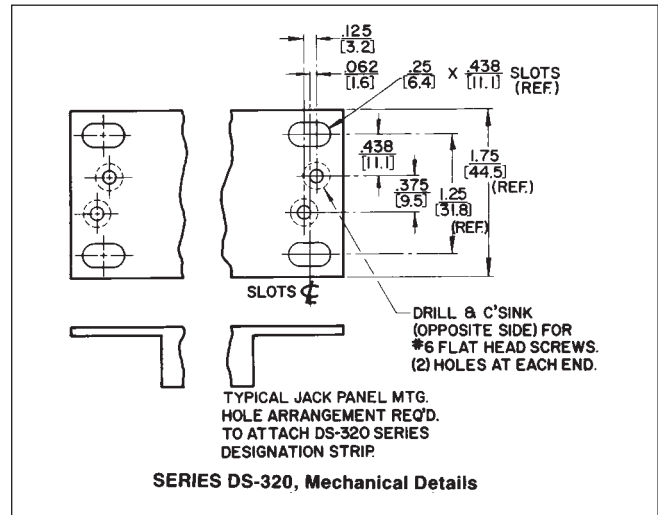 .125
[3.2]
.062
[1.6]
.25
[6.4]
X
.438
[11.1]
SLOTS
(REF.)
.438
[11.1]
.375
[9.5]
1.25
[31.8]
(REF.)
1.75
[44.5]
(REF.)
SLOTS ℄
DRILL & C'SINK
(OPPOSITE SIDE) FOR
#6 FLAT HEAD SCREWS.
(2) HOLES AT EACH END.
TYPICAL JACK PANEL MTG.
HOLE ARRANGEMENT REQ'D.
TO ATTACH DS-320 SERIES
DESIGNATION STRIP.
SERIES DS-320, Mechanical Details